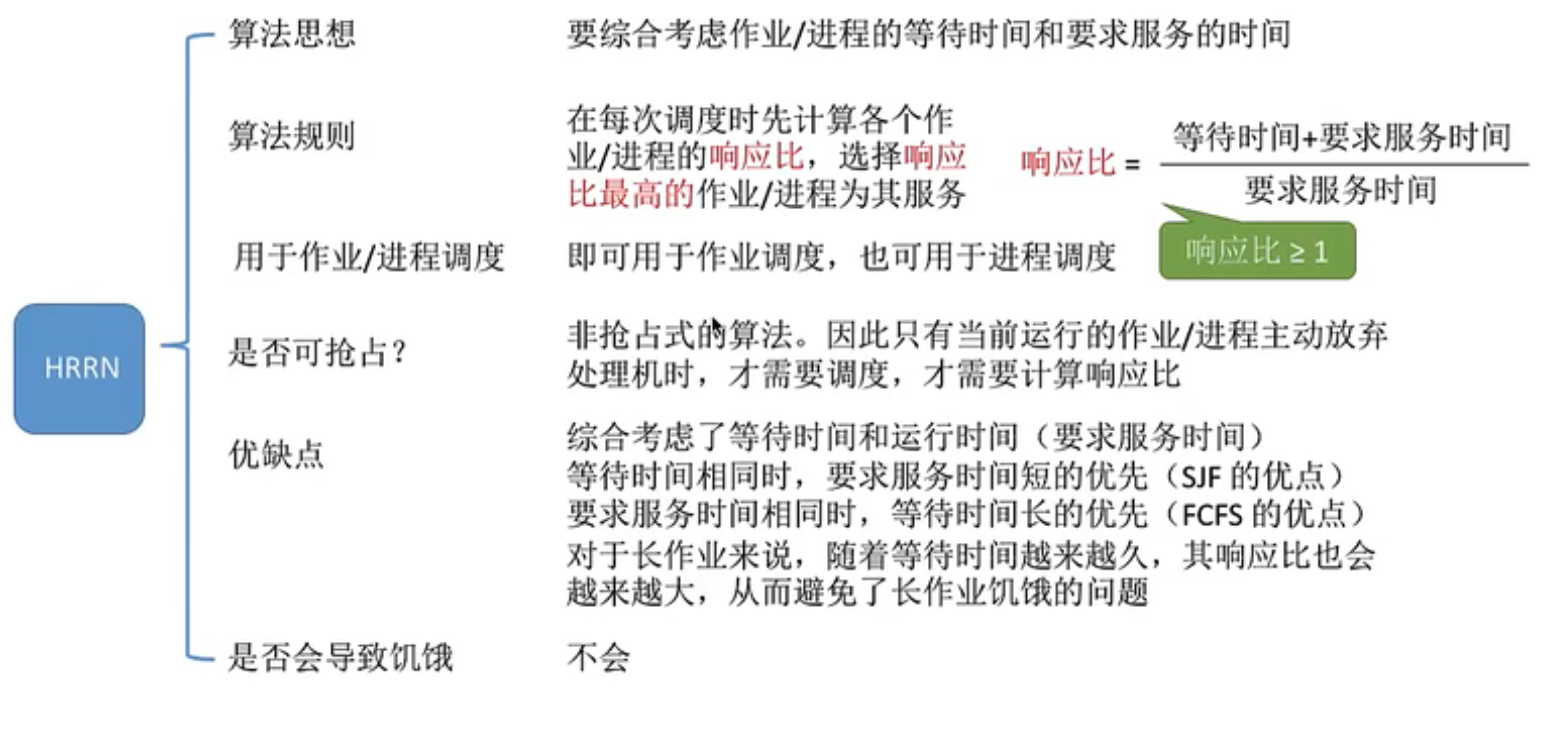 HRRN
算法思想
要综合考虑作业/进程的等待时间和要求服务的时间
算法规则
在每次调度时先计算各个作
业/进程的响应比，选择响应
比最高的作业/进程为其服务
响应比 =
等待时间+要求服务时间
要求服务时间
响应比 ≥ 1
用于作业/进程调度
即可用于作业调度，也可用于进程调度
是否可抢占？
非抢占式的算法。因此只有当前运行的作业/进程主动放弃
处理机时，才需要调度，才需要计算响应比
优缺点
综合考虑了等待时间和运行时间（要求服务时间）
等待时间相同时，要求服务时间短的优先（SJF 的优点）
要求服务时间相同时，等待时间长的优先（FCFS 的优点）
对于长作业来说，随着等待时间越来越久，其响应比也会
越来越大，从而避免了长作业饥饿的问题
是否会导致饥饿
不会